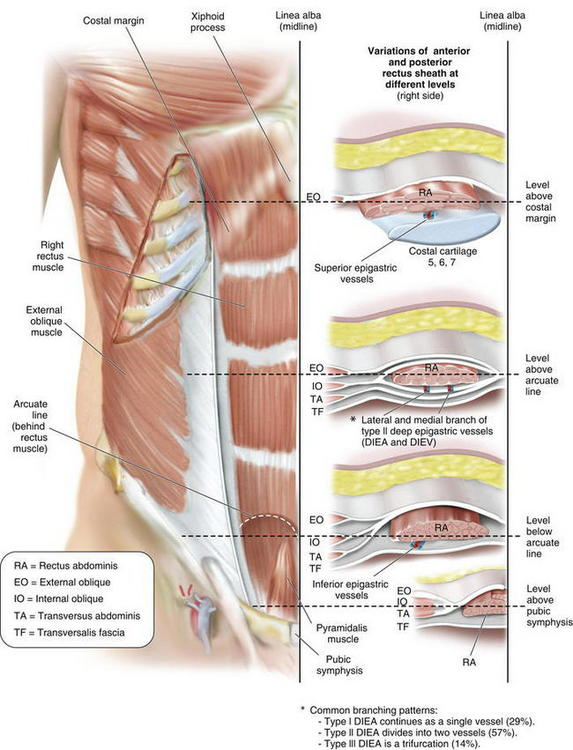 Costal margin
Xiphoid
process
Linea alba
(midline)
Linea alba
(midline)
Variations of anterior
and posterior
rectus sheath at
different levels
(right side)
EO
RA
Level
above
costal
margin
Costal cartilage
5, 6, 7
Superior epigastric
vessels
Right
rectus
muscle
External
oblique
muscle
EO
IO
TA
TF
RA
Level above
arcuate
line
* Lateral and medial branch of
type II deep epigastric vessels
(DIEA and DIEV)
Arcuate
line
(behind
rectus
muscle)
EO
IO
TA
TF
RA
Level
below
arcuate
line
Inferior epigastric
vessels
EO
IO
TA
TF
RA
Level
above
pubic
symphysis
RA = Rectus abdominis
EO = External oblique
IO = Internal oblique
TA = Transversus abdominis
TF = Transversalis fascia
Pyramidalis
muscle
Pubic
symphysis
* Common branching patterns:
- Type I DIEA continues as a single vessel (29%).
- Type II DIEA divides into two vessels (57%).
- Type III DIEA is a trifurcation (14%).